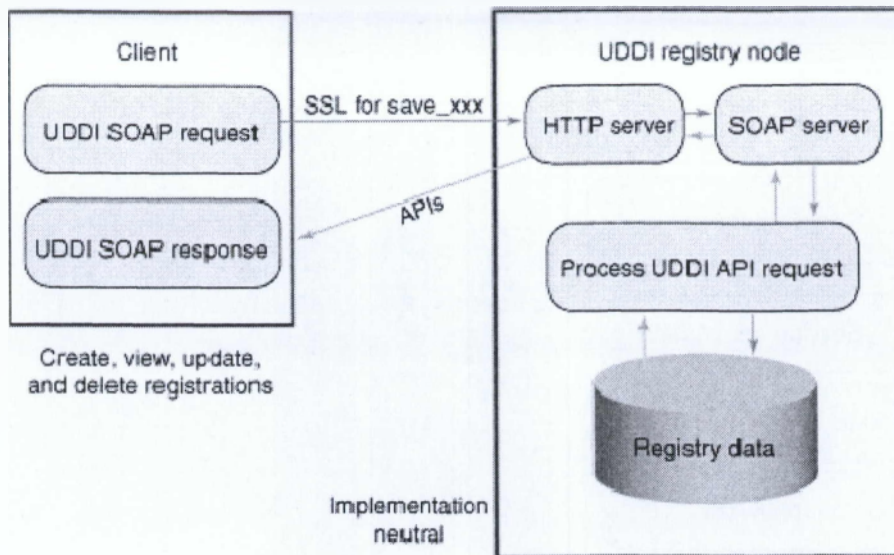 Client
UDDI registry node
UDDI SOAP request
SSL for save_xxx
HTTP server
SOAP server
APIs
UDDI SOAP response
Process UDDI API request
Create, view, update,
and delete registrations
Registry data
Implementation
neutral